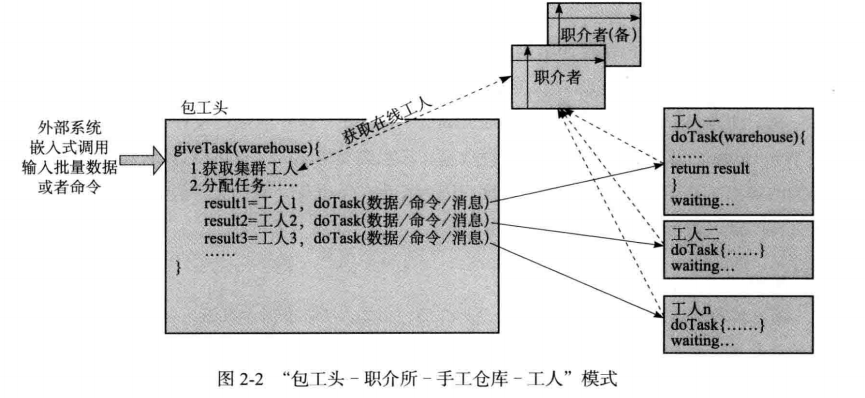 职介者(备)
职介者
获取在线工人
包工头
外部系统
嵌入式调用
输入批量数据
或者命令
giveTask(warehouse){
1.获取集群工人
2.分配任务……
result1=工人1，doTask(数据/命令/消息)
result2=工人2，doTask(数据/命令/消息)
result3=工人3，doTask(数据/命令/消息)
……
}
工人一
doTask(warehouse){
……
return result
}
waiting…
工人二
doTask{……}
waiting…
工人n
doTask{……}
waiting…
图 2-2 “包工头－职介所－手工仓库－工人”模式